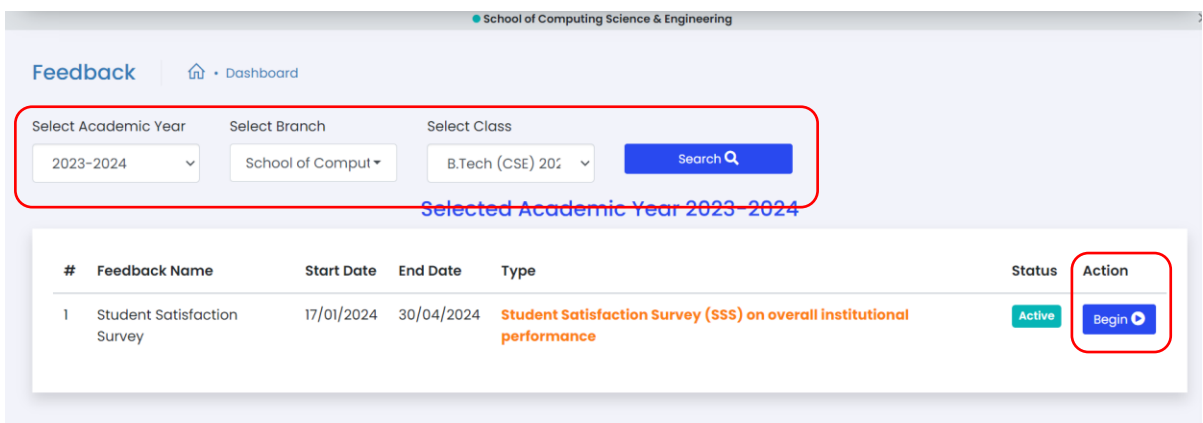 School of Computing Science & Engineering
Feedback
Dashboard
Select Academic Year Select Branch Select Class
2023-2024 School of Comput B.Tech (CSE) 202 Search
Selected Academic Year 2023-2024
# Feedback Name Start Date End Date Type Status Action
1 Student Satisfaction 17/01/2024 30/04/2024 Student Satisfaction Survey (SSS) on overall institutional Active Begin
Survey performance